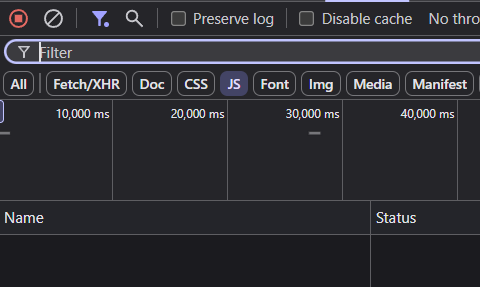 Preserve log Disable cache No thro
Filter
All Fetch/XHR Doc CSS JS Font Img Media Manifest
10,000 ms 20,000 ms 30,000 ms 40,000 ms
Name Status